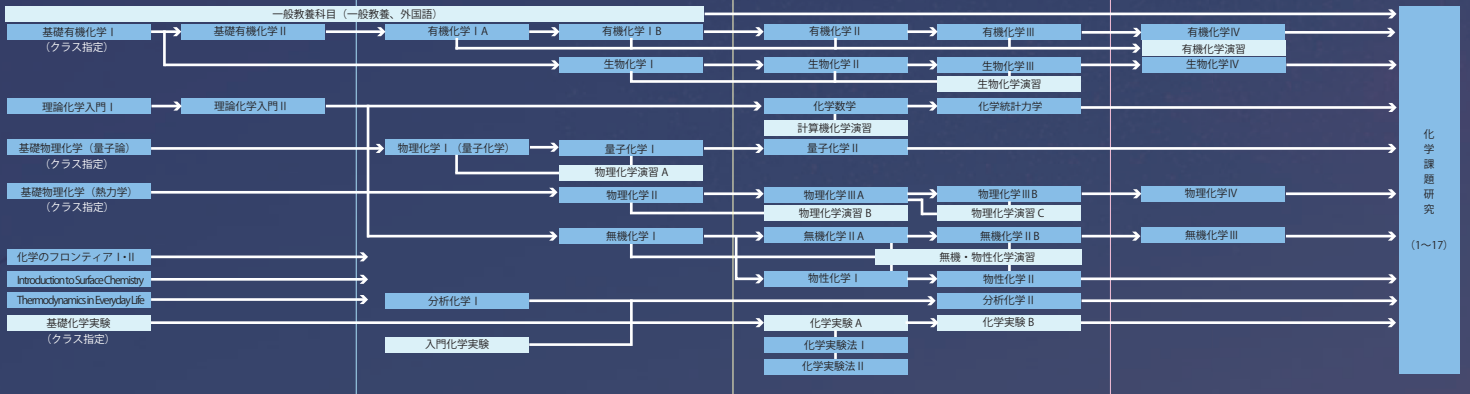 一般教養科目（一般教養、外国語）
基礎有機化学Ⅰ
（クラス指定）
基礎有機化学Ⅱ
有機化学ⅠA
有機化学ⅠB
有機化学Ⅱ
有機化学Ⅲ
有機化学Ⅳ
有機化学演習
生物化学Ⅰ
生物化学Ⅱ
生物化学Ⅲ
生物化学Ⅳ
生物化学演習
理論化学入門Ⅰ
理論化学入門Ⅱ
化学数学
化学統計力学
計算機化学演習
基礎物理化学（量子論）
（クラス指定）
物理化学Ⅰ（量子化学）
量子化学Ⅰ
量子化学Ⅱ
物理化学演習A
基礎物理化学（熱力学）
（クラス指定）
物理化学Ⅱ
物理化学ⅢA
物理化学ⅢB
物理化学Ⅳ
物理化学演習B
物理化学演習C
無機化学Ⅰ
無機化学ⅡA
無機化学ⅡB
無機化学Ⅲ
化学のフロンティアⅠ・Ⅱ
無機・物性化学演習
Introduction to Surface Chemistry
物性化学Ⅰ
物性化学Ⅱ
Thermodynamics in Everyday Life
分析化学Ⅰ
分析化学Ⅱ
基礎化学実験
（クラス指定）
化学実験A
化学実験B
入門化学実験
化学実験法Ⅰ
化学実験法Ⅱ
化学課題研究
（1〜17）